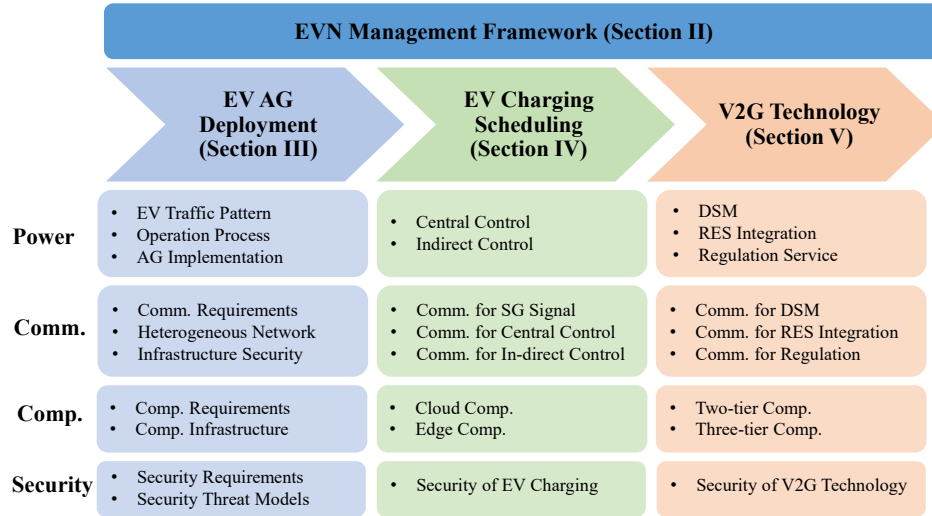 EVN Management Framework (Section II)
EV AG
Deployment
(Section III)
EV Charging
Scheduling
(Section IV)
V2G Technology
(Section V)
Power
• EV Traffic Pattern
• Operation Process
• AG Implementation
• Central Control
• Indirect Control
• DSM
• RES Integration
• Regulation Service
Comm.
• Comm. Requirements
• Heterogeneous Network
• Infrastructure Security
• Comm. for SG Signal
• Comm. for Central Control
• Comm. for In-direct Control
• Comm. for DSM
• Comm. for RES Integration
• Comm. for Regulation
Comp.
• Comp. Requirements
• Comp. Infrastructure
• Cloud Comp.
• Edge Comp.
• Two-tier Comp.
• Three-tier Comp.
Security
• Security Requirements
• Security Threat Models
• Security of EV Charging
• Security of V2G Technology